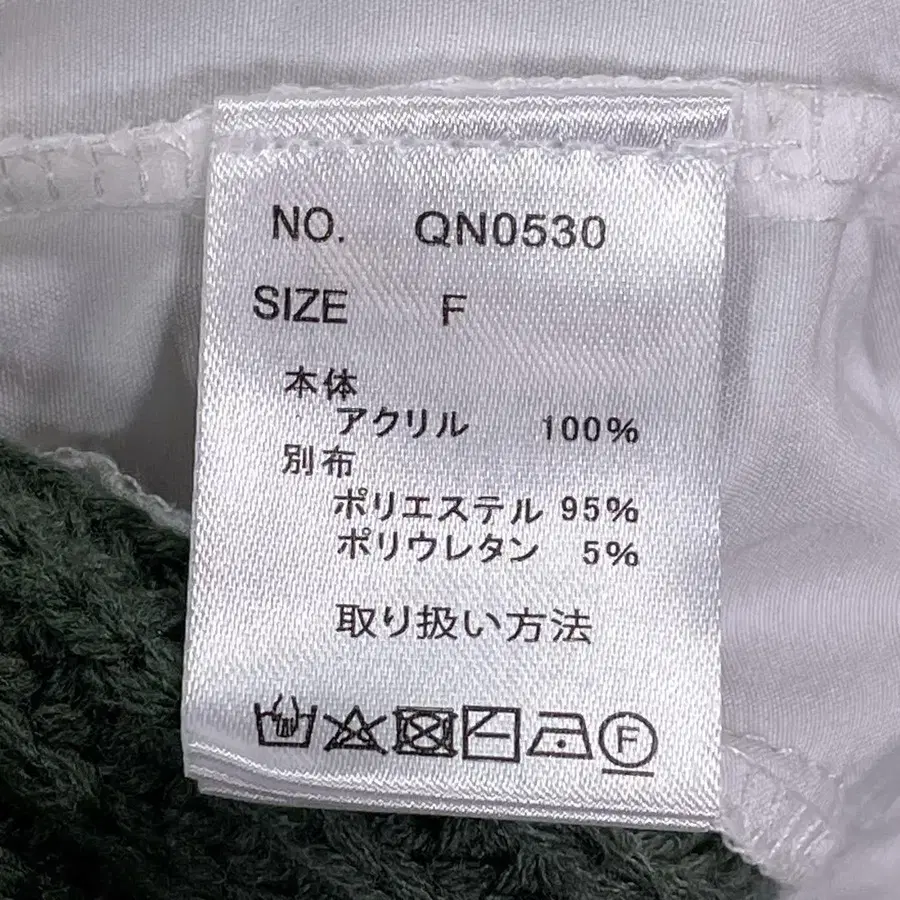 NO. QN0530
SIZE F
本体
アクリル 100%
別布
ポリエステル 95%
ポリウレタン 5%
取り扱い方法
F